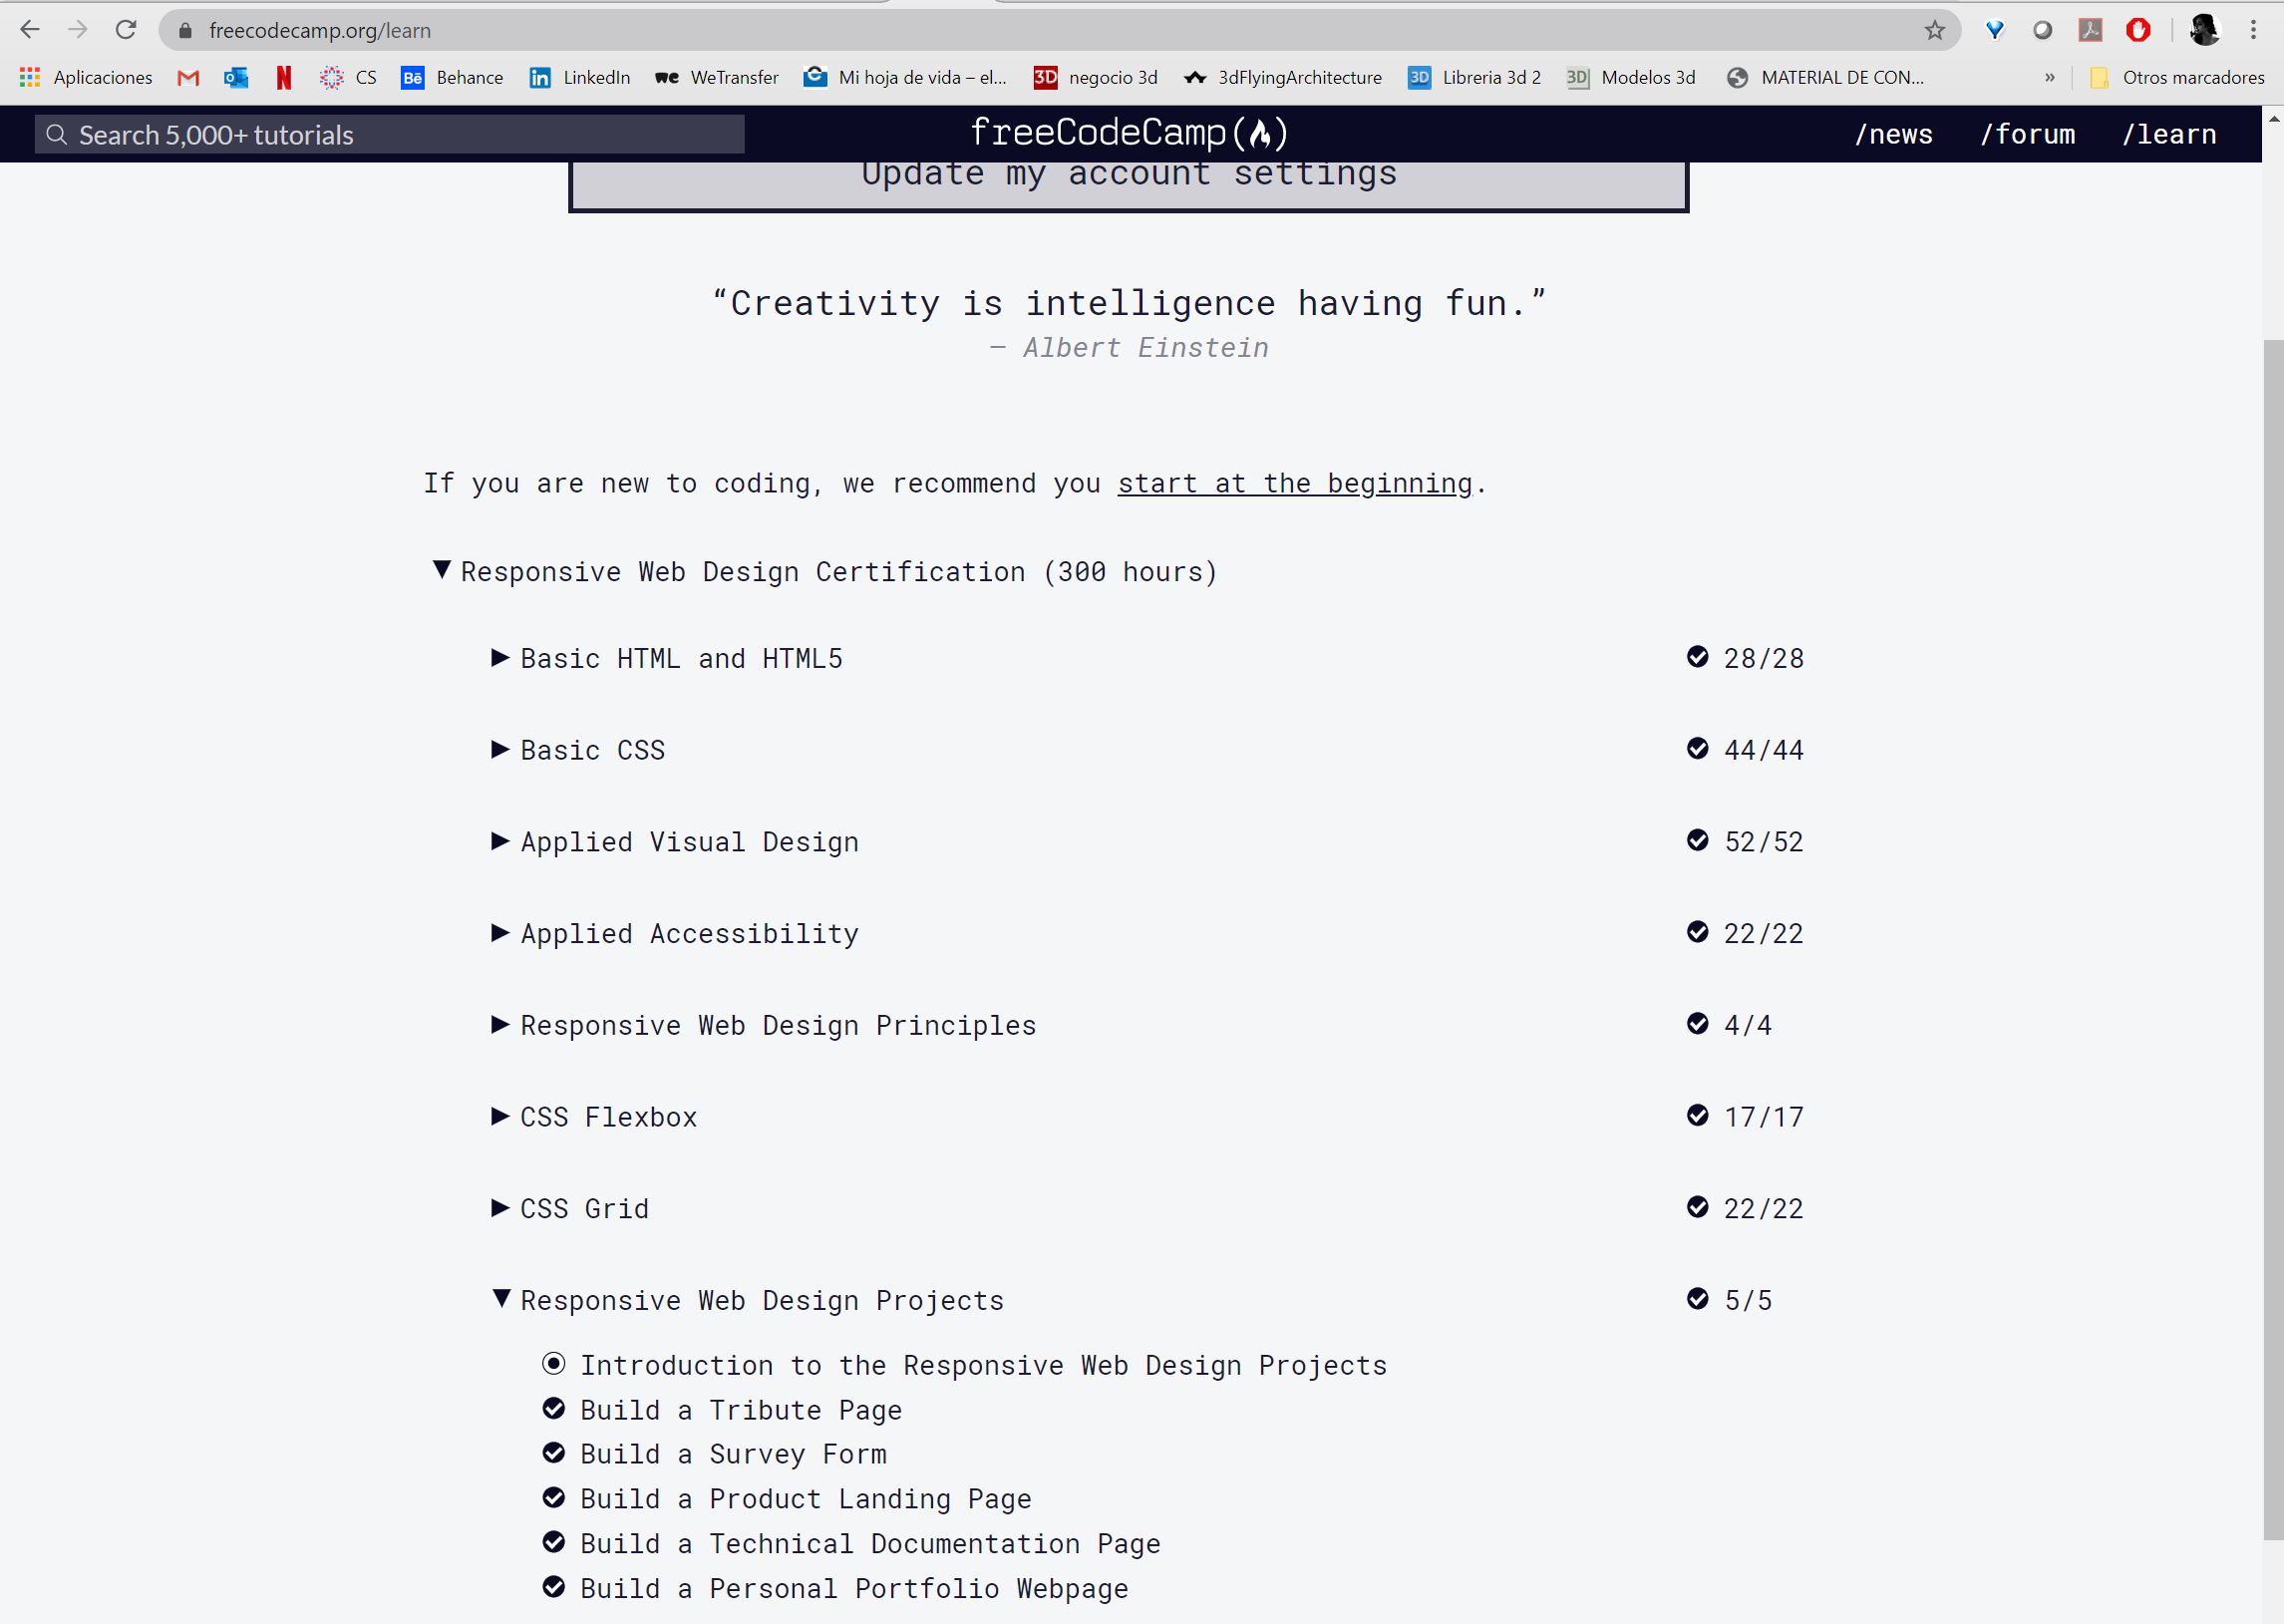 freecodecamp.org/learn
Aplicaciones CS Bē Behance in LinkedIn we WeTransfer Mi hoja de vida – el... 3D negocio 3d 3dFlyingArchitecture 3D Libreria 3d 2 3D Modelos 3d MATERIAL DE CON... » Otros marcadores
Search 5,000+ tutorials freeCodeCamp /news /forum /learn
Update my account settings
“Creativity is intelligence having fun.”
— Albert Einstein
If you are new to coding, we recommend you start at the beginning.
Responsive Web Design Certification (300 hours)
Basic HTML and HTML5 28/28
Basic CSS 44/44
Applied Visual Design 52/52
Applied Accessibility 22/22
Responsive Web Design Principles 4/4
CSS Flexbox 17/17
CSS Grid 22/22
Responsive Web Design Projects 5/5
Introduction to the Responsive Web Design Projects
Build a Tribute Page
Build a Survey Form
Build a Product Landing Page
Build a Technical Documentation Page
Build a Personal Portfolio Webpage